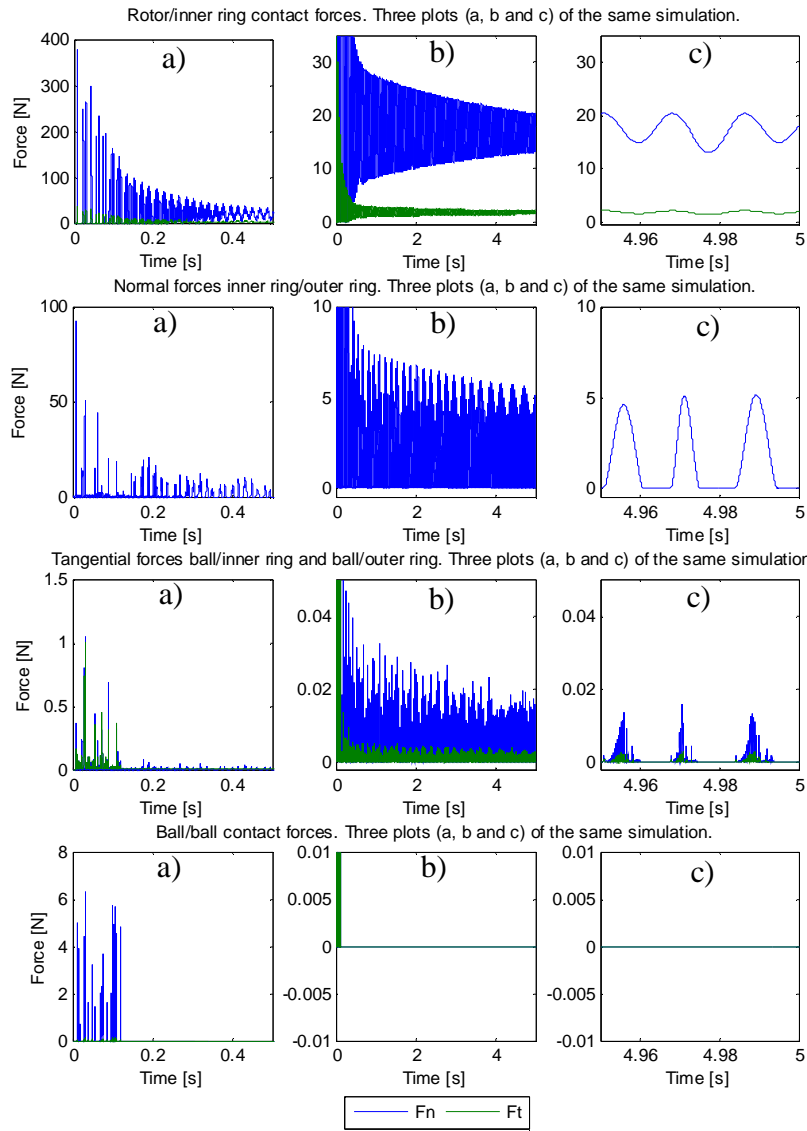 Rotor/inner ring contact forces. Three plots (a, b and c) of the same simulation.
a) b) c)
Force [N]
400 300 200 100 0
0 0.2 0.4
30 20 10 0
0 2 4
30 20 10 0
4.96 4.98 5
Time [s] Time [s] Time [s]
Normal forces inner ring/outer ring. Three plots (a, b and c) of the same simulation.
a) b) c)
Force [N]
100 50 0
0 0.2 0.4
10 5 0
0 2 4
10 5 0
4.96 4.98 5
Time [s] Time [s] Time [s]
Tangential forces ball/inner ring and ball/outer ring. Three plots (a, b and c) of the same simulation
a) b) c)
Force [N]
1.5 1 0.5 0
0 0.2 0.4
0.04 0.02 0
0 2 4
0.04 0.02 0
4.96 4.98 5
Time [s] Time [s] Time [s]
Ball/ball contact forces. Three plots (a, b and c) of the same simulation.
a) b) c)
Force [N]
8 6 4 2 0
0 0.2 0.4
0.01 0.005 0 -0.005 -0.01
0 2 4
0.01 0.005 0 -0.005 -0.01
4.96 4.98 5
Time [s] Time [s] Time [s]
Fn Ft